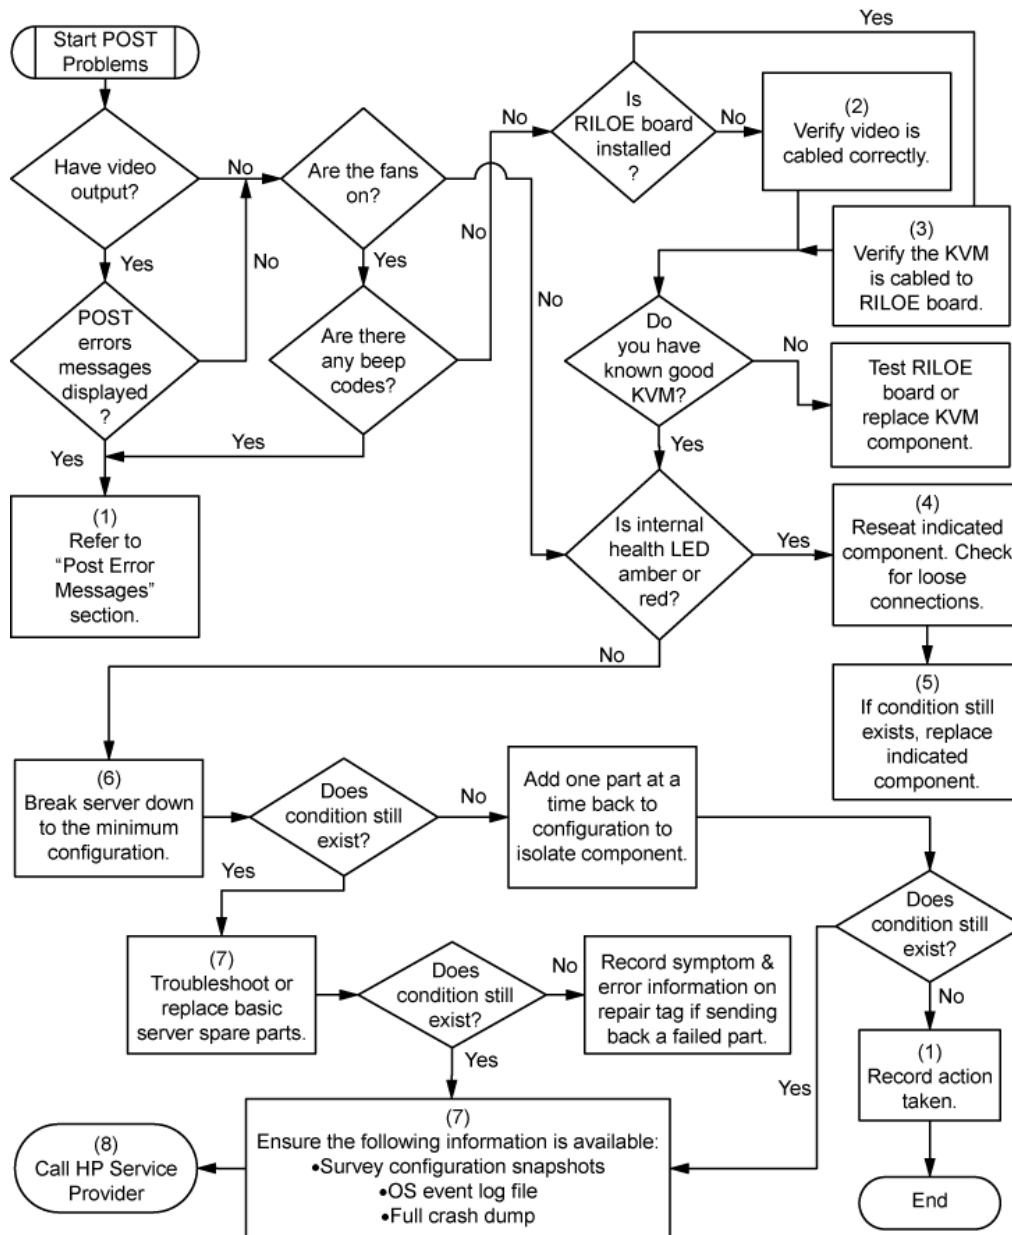 Start POST
Problems
Have video
output?
No
Yes
POST
errors
messages
displayed
?
No
Yes
(1)
Refer to
“Post Error
Messages”
section.
Are the fans
on?
Yes
No
Are there
any beep
codes?
Yes
No
No
Is
RILOE board
installed
?
Yes
No
(2)
Verify video is
cabled correctly.
(3)
Verify the KVM
is cabled to
RILOE board.
Do
you have
known good
KVM?
No
Yes
Test RILOE
board or
replace KVM
component.
Is internal
health LED
amber or
red?
Yes
No
(4)
Reseat indicated
component. Check
for loose
connections.
(5)
If condition still
exists, replace
indicated
component.
(6)
Break server down
to the minimum
configuration.
Does
condition still
exist?
No
Yes
Add one part at a
time back to
configuration to
isolate component.
Does
condition still
exist?
No
Yes
(7)
Troubleshoot or
replace basic
server spare parts.
Does
condition still
exist?
No
Yes
Record symptom &
error information on
repair tag if sending
back a failed part.
(1)
Record action
taken.
End
(7)
Ensure the following information is available:
•Survey configuration snapshots
•OS event log file
•Full crash dump
(8)
Call HP Service
Provider